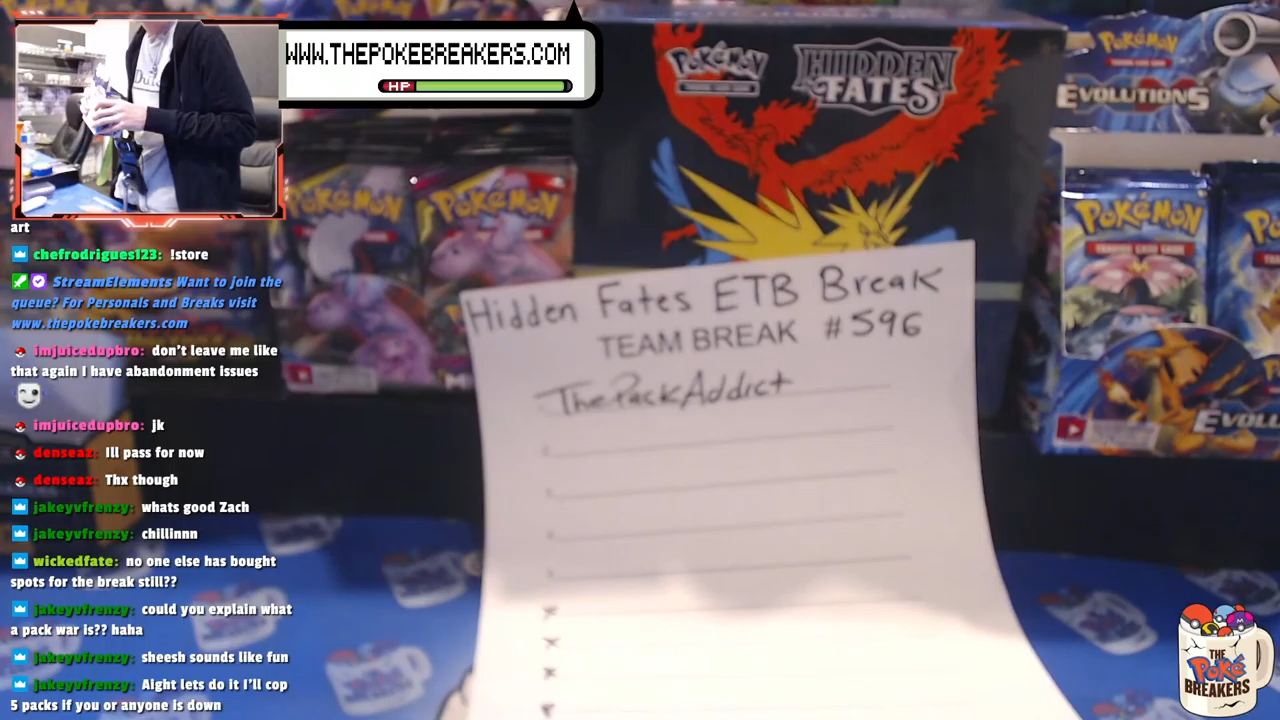 WWW.THEPOKEBREAKERS.COM
HP
art
chefrodrigues123: !store
StreamElements Want to join the
queue? For Personals and Breaks visit
www.thepokebreakers.com
imjuicedupbro: don't leave me like
that again I have abandonment issues
imjuicedupbro: jk
denseaz: Ill pass for now
denseaz: Thx though
jakeyvfrenzy: whats good Zach
jakeyvfrenzy: chillinnn
wickedfate: no one else has bought
spots for the break still??
jakeyvfrenzy: could you explain what
a pack war is?? haha
jakeyvfrenzy: sheesh sounds like fun
jakeyvfrenzy: Aight lets do it I'll cop
5 packs if you or anyone is down
Pokémon
HIDDEN
FATES
Pokémon
Pokémon
Hidden Fates ETB Break
TEAM BREAK #596
ThePackAddict
Pokémon
EVOLUTIONS
POKÉMON
TRADING CARD GAME
THE
Poké
BREAKERS